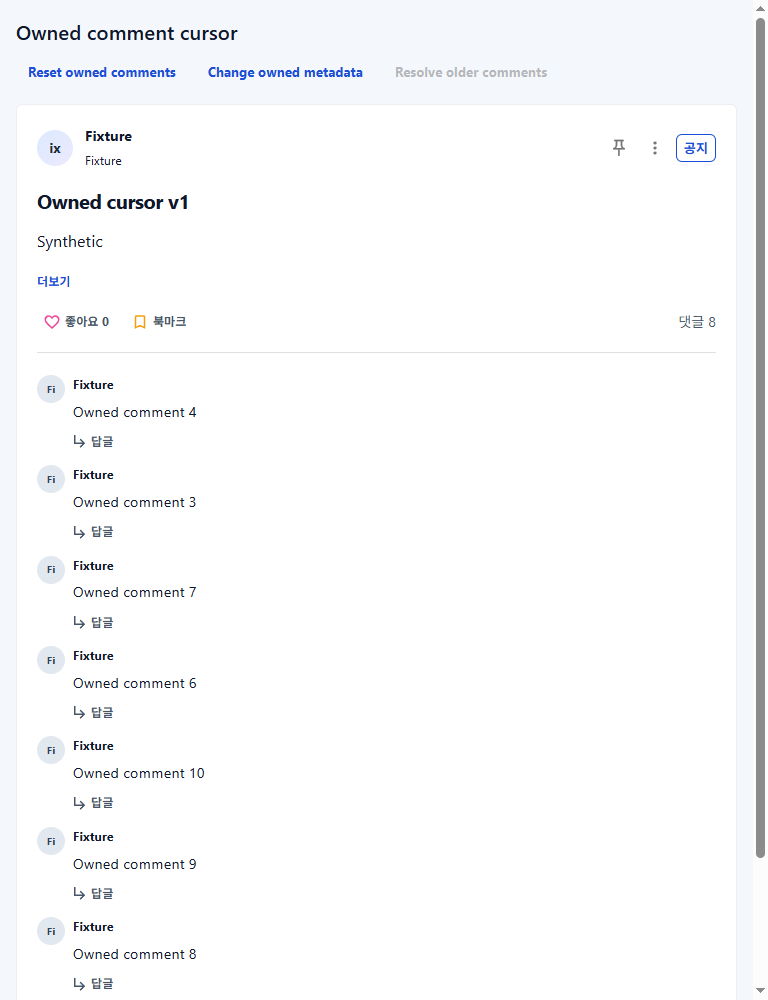 Owned comment cursor
Reset owned comments Change owned metadata Resolve older comments
ix
Fixture
Fixture
공지
Owned cursor v1
Synthetic
더보기
좋아요 0 북마크 댓글 8
Fi
Fixture
Owned comment 4
답글
Fi
Fixture
Owned comment 3
답글
Fi
Fixture
Owned comment 7
답글
Fi
Fixture
Owned comment 6
답글
Fi
Fixture
Owned comment 10
답글
Fi
Fixture
Owned comment 9
답글
Fi
Fixture
Owned comment 8
답글